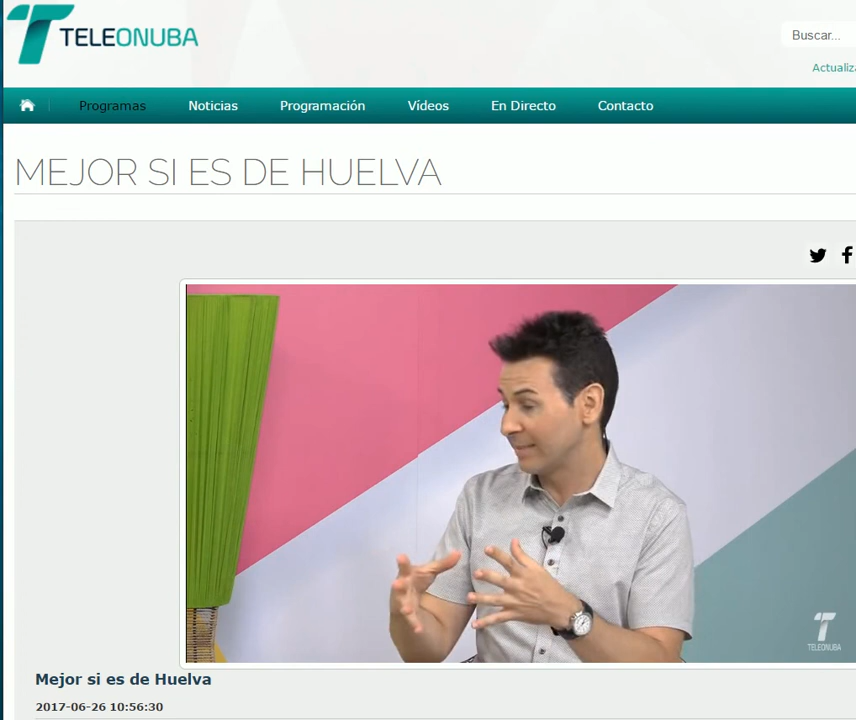 TELEONUBA
Buscar...
Programas Noticias Programación Vídeos En Directo Contacto
MEJOR SI ES DE HUELVA
TELEONUBA
Mejor si es de Huelva
2017-06-26 10:56:30